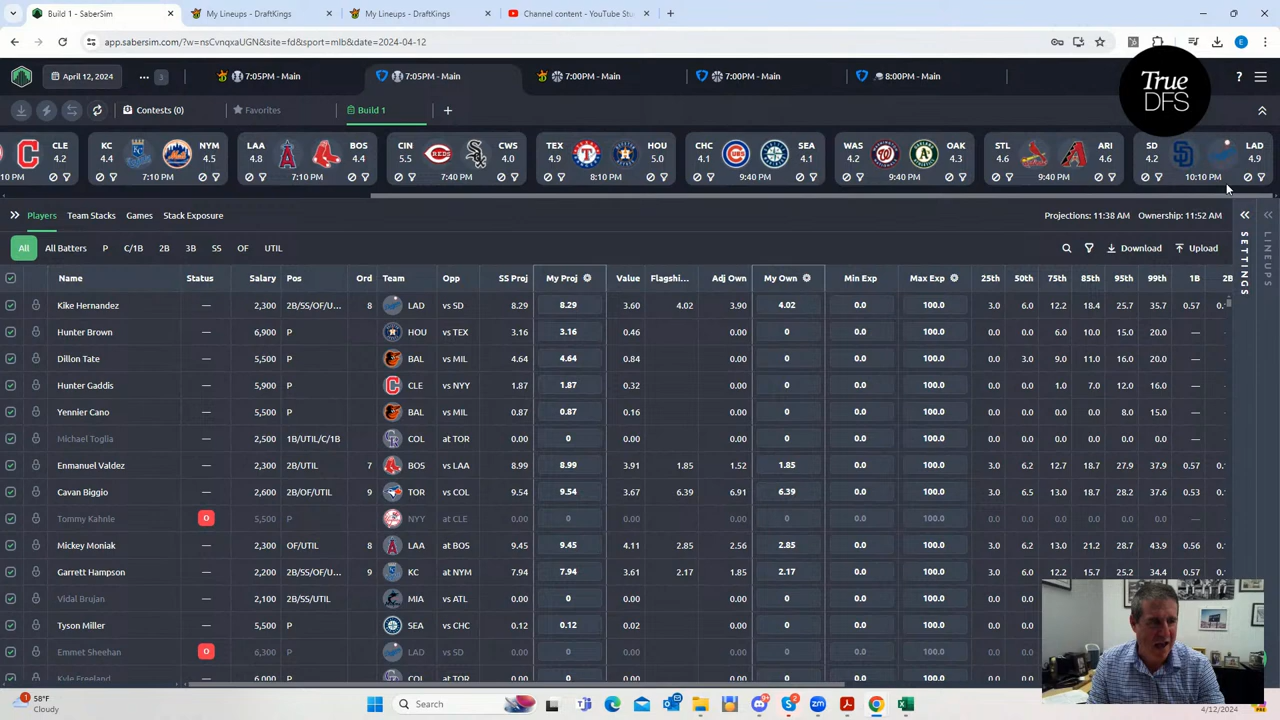 Build 1 - SaberSim
My Lineups - DraftKings
My Lineups - DraftKings
Channel content - YouTube Stu
app.sabersim.com/?w=nsCvnqxaUGN&site=fd&sport=mlb&date=2024-04-12
April 12, 2024 ... 3 7:05PM - Main 7:05PM - Main 7:00PM - Main 7:00PM - Main 8:00PM - Main
True DFS
Contests (0) Favorites Build 1
CLE 4.2
KC 4.4 NYM 4.5 7:10 PM
LAA 4.8 BOS 7:10 PM
CIN 5.5 CWS 4.0 7:40 PM
TEX HOU 8:10 PM
4.1 SEA 4.1 9:40 PM
WAS 4.2 OAK 4.3 9:40 PM
STL 4.6 ARI 4.6 9:40 PM
SD 4.2 LAD 4.9 10:10 PM
Players Team Stacks Games Stack Exposure Projections: 11:38 AM Ownership: 11:52 AM
All All Batters P C/1B 2B 3B SS OF UTIL Download Upload
SETTINGS
LINEUPS
Name Status Salary Pos Ord Team Opp SS Proj My Proj Value Flagshi... Adj Own My Own Min Exp Max Exp 25th 50th 75th 85th 95th 99th 1B 2B
Kike Hernandez — 2,300 2B/SS/OF/U... 8 LAD vs SD 8.29 8.29 3.60 4.02 3.90 4.02 0.0 100.0 3.0 6.0 12.2 18.4 25.7 35.7 0.57 0.
Hunter Brown — 6,900 P HOU vs TEX 3.16 3.16 0.46 0.00 0 0.0 100.0 0.0 0.0 6.0 10.0 15.0 20.0 —
Dillon Tate — 5,500 P BAL vs MIL 4.64 4.64 0.84 0.00 0 0.0 100.0 0.0 3.0 9.0 11.0 16.0 20.0 —
Hunter Gaddis — 5,900 P CLE vs NYY 1.87 1.87 0.32 0.00 0 0.0 100.0 0.0 0.0 1.0 7.0 12.0 16.0 —
Yennier Cano — 5,500 P BAL vs MIL 0.87 0.87 0.16 0.00 0 0.0 100.0 0.0 0.0 0.0 0.0 8.0 15.0 —
Michael Toglia — 2,500 1B/UTIL/C/1B COL at TOR 0.00 0 0.00 0.00 0 0.0 100.0 0.0 0.0 0.0 0.0 0.0 0.0 —
Enmanuel Valdez — 2,300 2B/UTIL 7 BOS vs LAA 8.99 8.99 3.91 1.85 1.52 1.85 0.0 100.0 3.0 6.2 12.7 18.7 27.9 37.9 0.57 0.
Cavan Biggio — 2,600 2B/OF/UTIL 9 TOR vs COL 9.54 9.54 3.67 6.39 6.91 6.39 0.0 100.0 3.0 6.5 13.0 18.7 28.2 37.6 0.53 0.
Tommy Kahnle O 5,500 P NYY at CLE 0.00 0 0.00 0.00 0 0.0 100.0 0.0 0.0 0.0 0.0 0.0 0.0 —
Mickey Moniak — 2,300 OF/UTIL 8 LAA at BOS 9.45 9.45 4.11 2.85 2.56 2.85 0.0 100.0 3.0 6.2 13.0 21.2 28.7 43.9 0.56 0.
Garrett Hampson — 2,200 2B/SS/OF/U... 9 KC at NYM 7.94 7.94 3.61 2.17 1.85 2.17 0.0 100.0 3.0 6.0 12.2 15.7 25.2 34.4 0.57 0.
Vidal Brujan — 2,100 2B/SS/UTIL MIA vs ATL 0.00 0 0.00 0.00 0 0.0 100.0 0.0
Tyson Miller — 5,500 P SEA vs CHC 0.12 0.12 0.02 0.00 0 0.0 100.0 0.0
Emmet Sheehan O 6,300 P LAD vs SD 0.00 0 0.00 0.00 0 0.0 100.0 0.0
Kyle Freeland
58°F
Cloudy
Search
4/12/2024